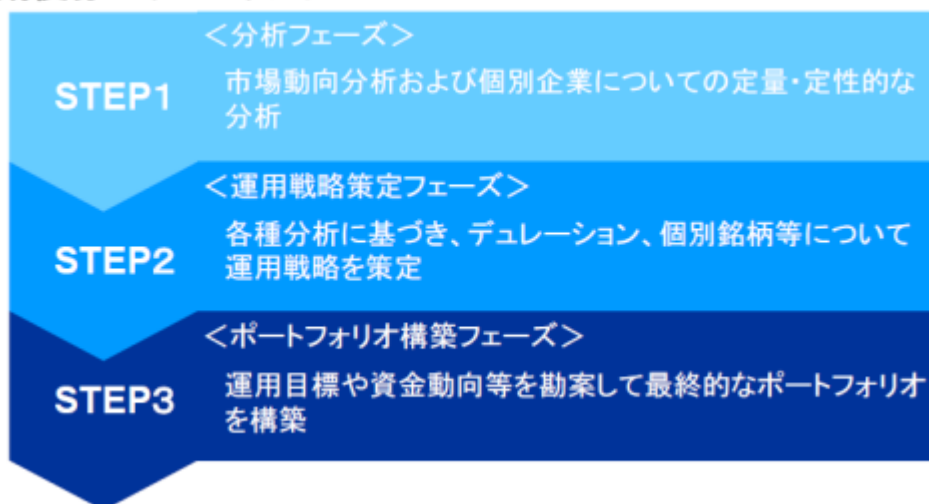 ＜分析フェーズ＞
STEP1
市場動向分析および個別企業についての定量・定性的な
分析
＜運用戦略策定フェーズ＞
STEP2
各種分析に基づき、デュレーション、個別銘柄等について
運用戦略を策定
＜ポートフォリオ構築フェーズ＞
STEP3
運用目標や資金動向等を勘案して最終的なポートフォリオ
を構築